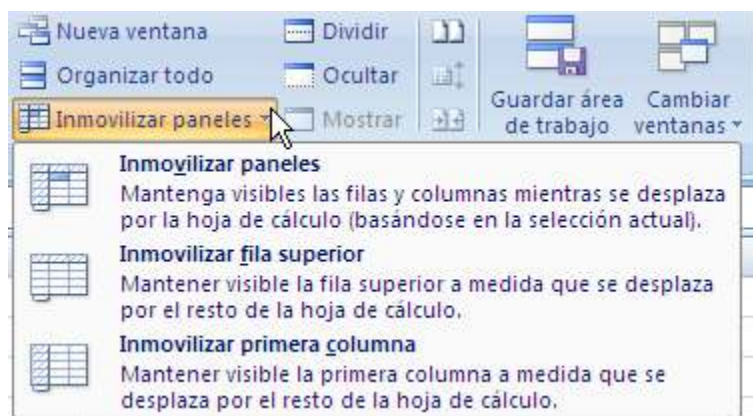 Nueva ventana
Dividir
Organizar todo
Ocultar
Inmovilizar paneles
Mostrar
Guardar área
de trabajo
Cambiar
ventanas
Inmovilizar paneles
Mantenga visibles las filas y columnas mientras se desplaza
por la hoja de cálculo (basándose en la selección actual).
Inmovilizar fila superior
Mantener visible la fila superior a medida que se desplaza
por el resto de la hoja de cálculo.
Inmovilizar primera columna
Mantener visible la primera columna a medida que se
desplaza por el resto de la hoja de cálculo.